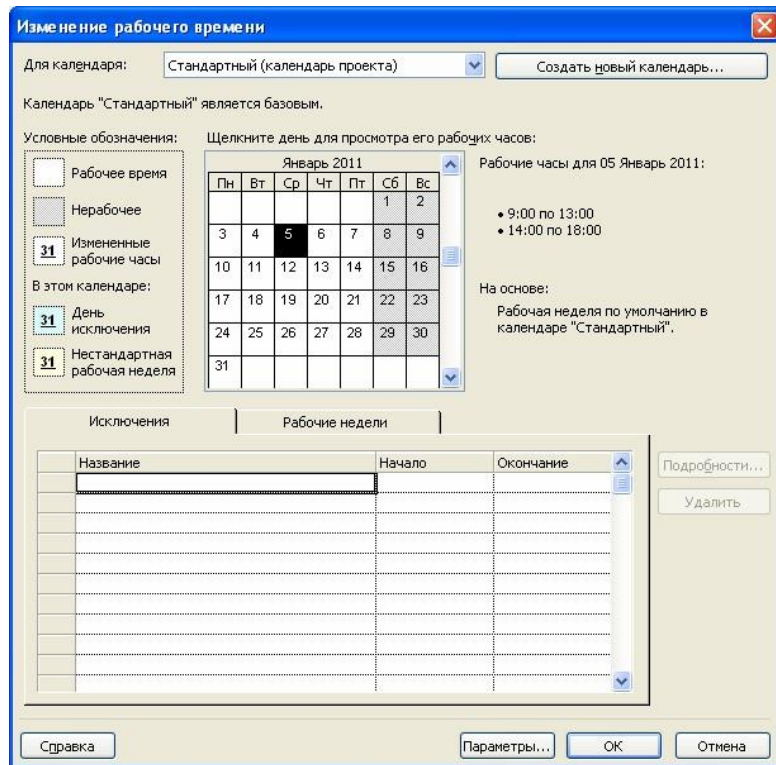 Изменение рабочего времени
Для календаря:
Стандартный (календарь проекта)
Создать новый календарь...
Календарь "Стандартный" является базовым.
Условные обозначения:
Рабочее время
Нерабочее
31
Измененные
рабочие часы
В этом календаре:
31
День
исключения
31
Нестандартная
рабочая неделя
Щелкните день для просмотра его рабочих часов:
Январь 2011
Пн Вт Ср Чт Пт Сб Вс
1 2
3 4 5 6 7 8 9
10 11 12 13 14 15 16
17 18 19 20 21 22 23
24 25 26 27 28 29 30
31
Рабочие часы для 05 Январь 2011:
• 9:00 по 13:00
• 14:00 по 18:00
На основе:
Рабочая неделя по умолчанию в
календаре "Стандартный".
Исключения
Рабочие недели
Название Начало Окончание
Подробности...
Удалить
Справка
Параметры...
ОК
Отмена